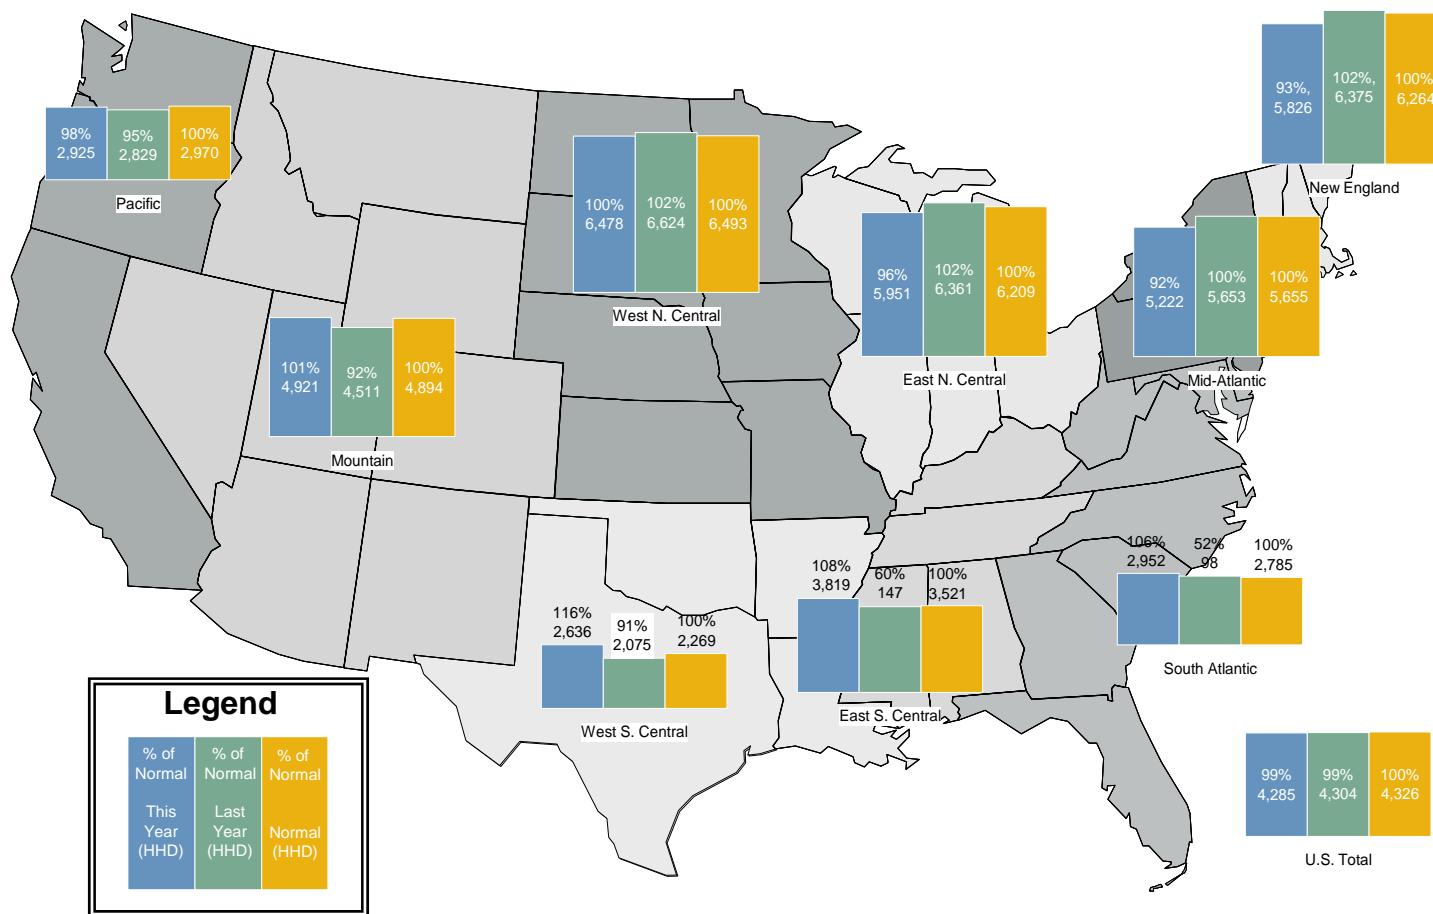 93%,
5,826
102%,
6,375
100%
6,264
New England
98%
2,925
95%
2,829
100%
2,970
Pacific
100%
6,478
102%
6,624
100%
6,493
West N. Central
96%
5,951
102%
6,361
100%
6,209
East N. Central
92%
5,222
100%
5,653
100%
5,655
Mid-Atlantic
101%
4,921
92%
4,511
100%
4,894
Mountain
116%
2,636
91%
2,075
100%
2,269
West S. Central
108%
3,819
60%
147
100%
3,521
East S. Central
106%
2,952
52%
98
100%
2,785
South Atlantic
99%
4,285
99%
4,304
100%
4,326
U.S. Total
Legend
% of
Normal
This
Year
(HHD)
% of
Normal
Last
Year
(HHD)
% of
Normal
Normal
(HHD)